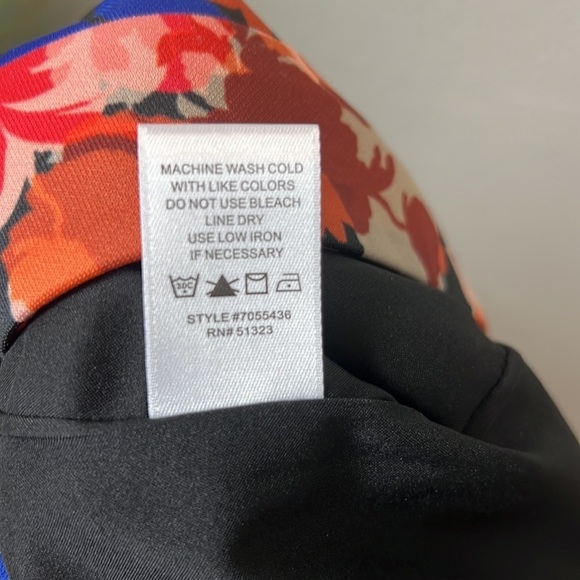 MACHINE WASH COLD
WITH LIKE COLORS
DO NOT USE BLEACH
LINE DRY
USE LOW IRON
IF NECESSARY
30C
STYLE #7055436
RN# 51323